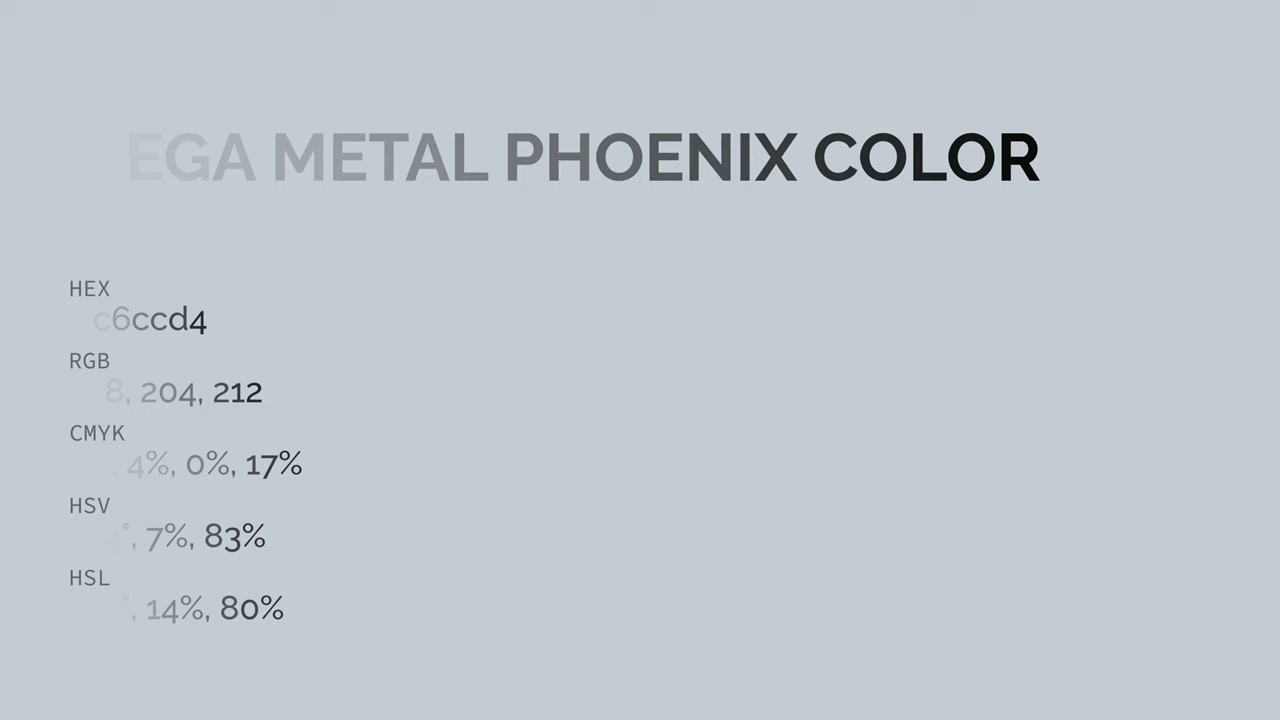 EGA METAL PHOENIX COLOR
HEX
c6ccd4
RGB
8, 204, 212
CMYK
4%, 0%, 17%
HSV
°, 7%, 83%
HSL
°, 14%, 80%